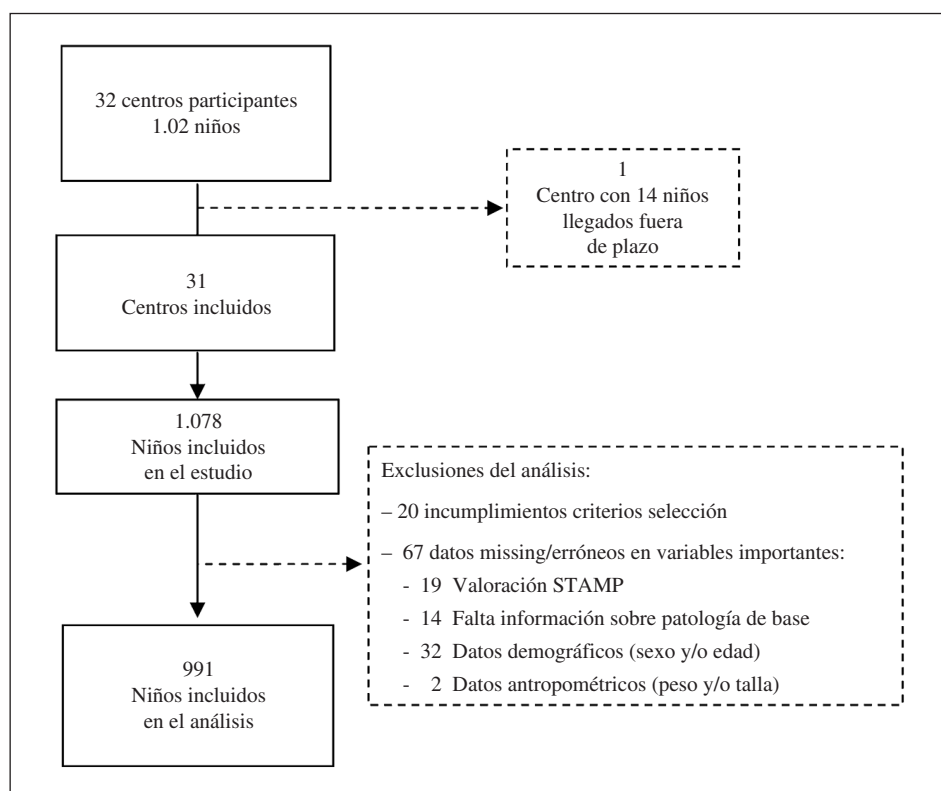 32 centros participantes
1.02 niños
1
Centro con 14 niños
llegados fuera
de plazo
31
Centros incluidos
1.078
Niños incluidos
en el estudio
Exclusiones del análisis:
– 20 incumplimientos criterios selección
– 67 datos missing/erróneos en variables importantes:
- 19 Valoración STAMP
- 14 Falta información sobre patología de base
- 32 Datos demográficos (sexo y/o edad)
- 2 Datos antropométricos (peso y/o talla)
991
Niños incluidos
en el análisis